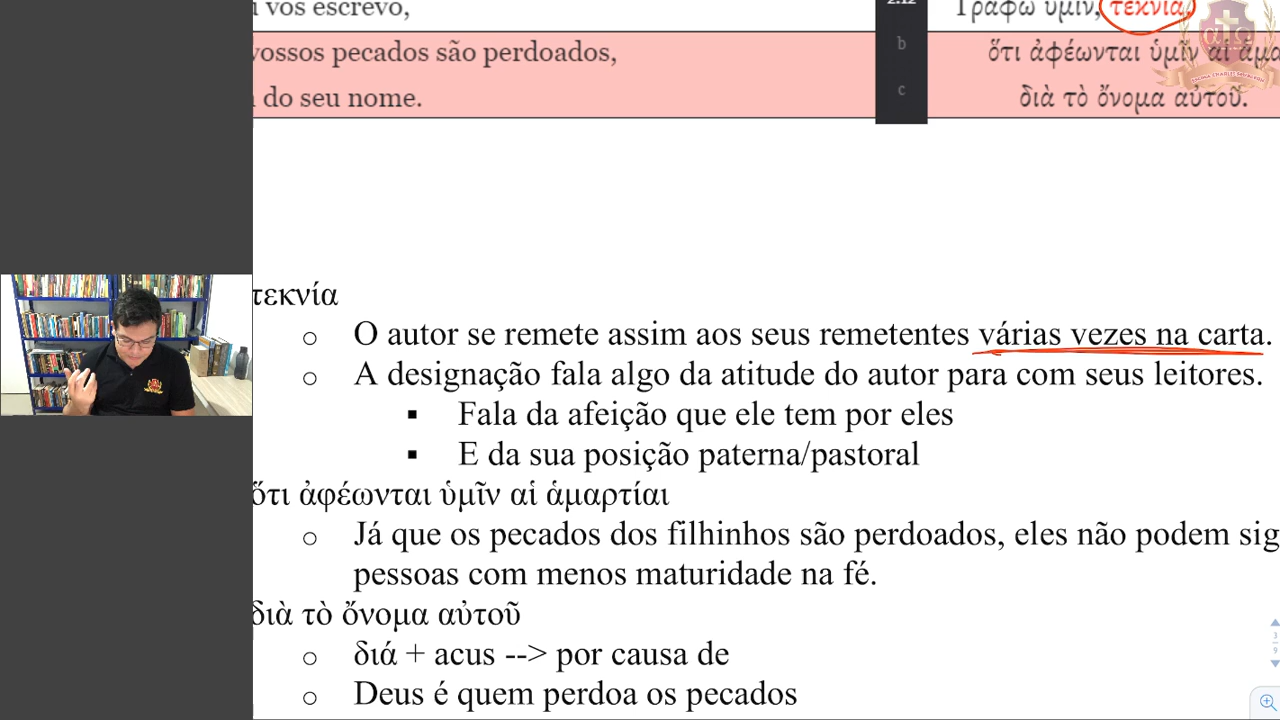 vos escrevo,
2:12
Γράφω ὑμῖν, τεκνία,
vossos pecados são perdoados,
b
ὅτι ἀφέωνται ὑμῖν αἱ ἁμα
do seu nome.
c
διὰ τὸ ὄνομα αὐτοῦ.
τεκνία
o O autor se remete assim aos seus remetentes várias vezes na carta.
o A designação fala algo da atitude do autor para com seus leitores.
▪ Fala da afeição que ele tem por eles
▪ E da sua posição paterna/pastoral
ὅτι ἀφέωνται ὑμῖν αἱ ἁμαρτίαι
o Já que os pecados dos filhinhos são perdoados, eles não podem sig
pessoas com menos maturidade na fé.
διὰ τὸ ὄνομα αὐτοῦ
o διά + acus --> por causa de
o Deus é quem perdoa os pecados
3
9